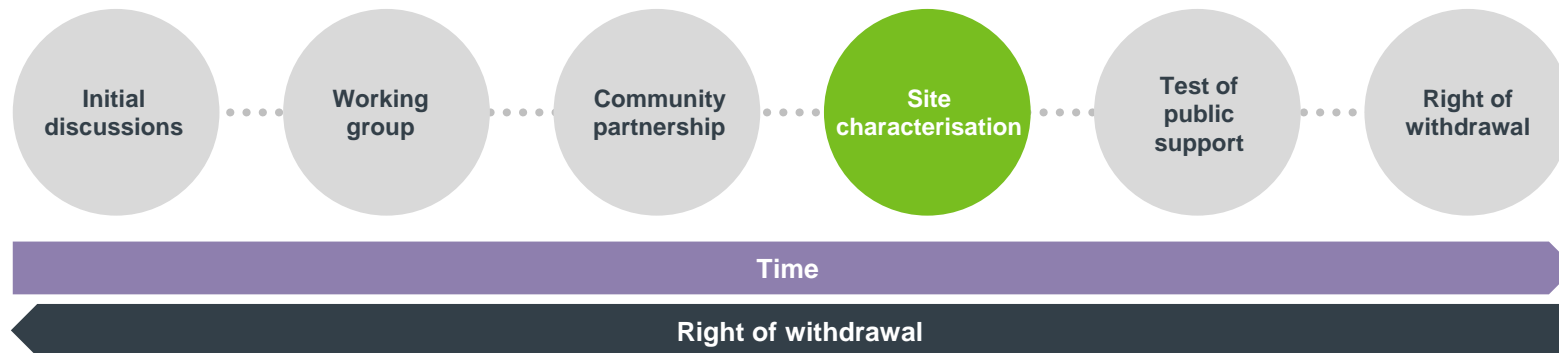 Initial
discussions
Working
group
Community
partnership
Site
characterisation
Test of
public
support
Right of
withdrawal
Time
Right of withdrawal